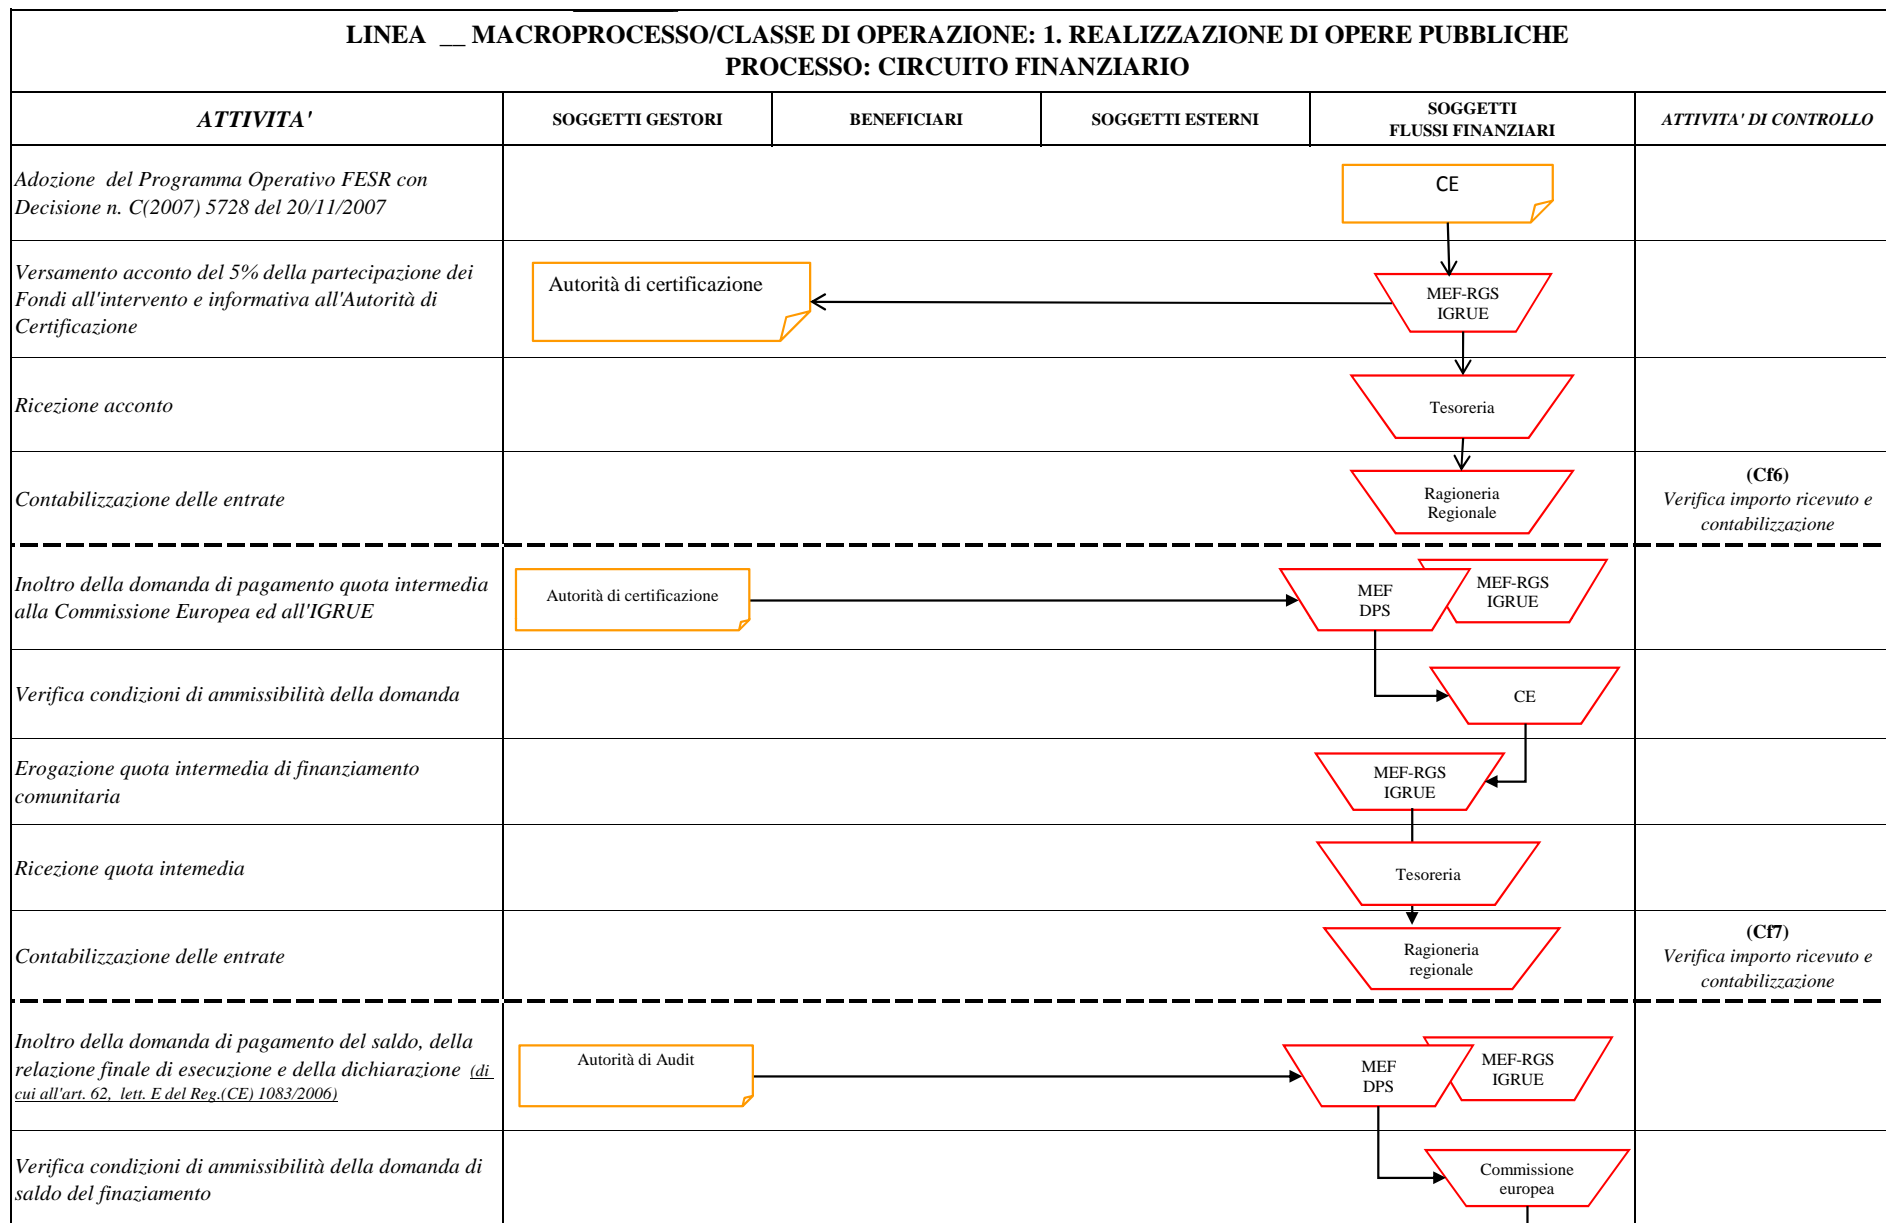 LINEA __ MACROPROCESSO/CLASSE DI OPERAZIONE: 1. REALIZZAZIONE DI OPERE PUBBLICHE
PROCESSO: CIRCUITO FINANZIARIO
ATTIVITA'
SOGGETTI GESTORI
BENEFICIARI
SOGGETTI ESTERNI
SOGGETTI
FLUSSI FINANZIARI
ATTIVITA' DI CONTROLLO
Adozione del Programma Operativo FESR con
Decisione n. C(2007) 5728 del 20/11/2007
CE
Versamento acconto del 5% della partecipazione dei
Fondi all'intervento e informativa all'Autorità di
Certificazione
Autorità di certificazione
MEF-RGS
IGRUE
Ricezione acconto
Tesoreria
Contabilizzazione delle entrate
Ragioneria
Regionale
(Cf6)
Verifica importo ricevuto e
contabilizzazione
Inoltro della domanda di pagamento quota intermedia
alla Commissione Europea ed all'IGRUE
Autorità di certificazione
MEF
DPS
MEF-RGS
IGRUE
Verifica condizioni di ammissibilità della domanda
CE
Erogazione quota intermedia di finanziamento
comunitaria
MEF-RGS
IGRUE
Ricezione quota intemedia
Tesoreria
Contabilizzazione delle entrate
Ragioneria
regionale
(Cf7)
Verifica importo ricevuto e
contabilizzazione
Inoltro della domanda di pagamento del saldo, della
relazione finale di esecuzione e della dichiarazione (di
cui all'art. 62, lett. E del Reg.(CE) 1083/2006)
Autorità di Audit
MEF
DPS
MEF-RGS
IGRUE
Verifica condizioni di ammissibilità della domanda di
saldo del finaziamento
Commissione
europea